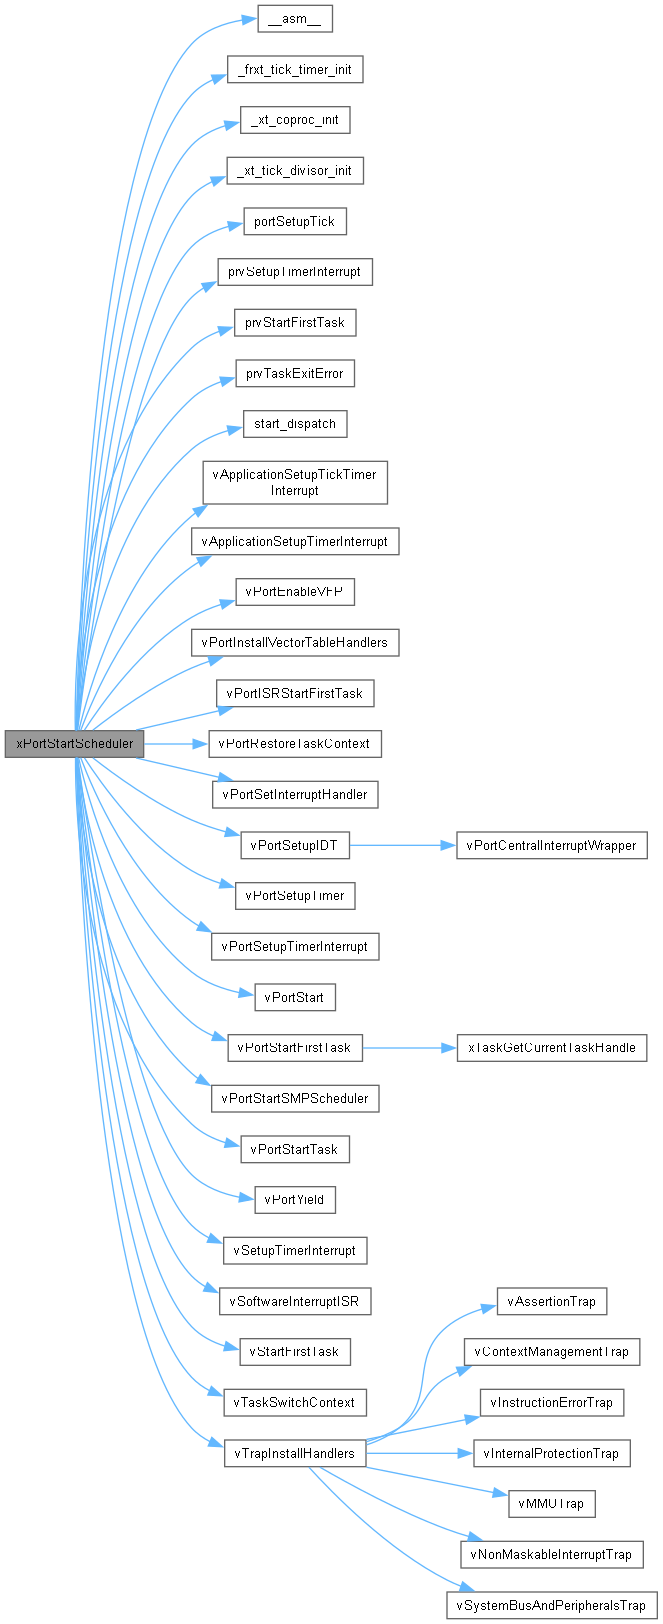 __asm__
_frxt_tick_timer_init
_xt_coproc_init
_xt_tick_divisor_init
portSetupTick
prvSetupTimerInterrupt
prvStartFirstTask
prvTaskExitError
start_dispatch
vApplicationSetupTickTimer
Interrupt
vApplicationSetupTimerInterrupt
vPortEnableVFP
vPortInstallVectorTableHandlers
vPortISRStartFirstTask
xPortStartScheduler
vPortRestoreTaskContext
vPortSetInterruptHandler
vPortSetupIDT
vPortCentralInterruptWrapper
vPortSetupTimer
vPortSetupTimerInterrupt
vPortStart
vPortStartFirstTask
xTaskGetCurrentTaskHandle
vPortStartSMPScheduler
vPortStartTask
vPortYield
vSetupTimerInterrupt
vSoftwareInterruptISR
vStartFirstTask
vTaskSwitchContext
vTrapInstallHandlers
vAssertionTrap
vContextManagementTrap
vInstructionErrorTrap
vInternalProtectionTrap
vMMUTrap
vNonMaskableInterruptTrap
vSystemBusAndPeripheralsTrap